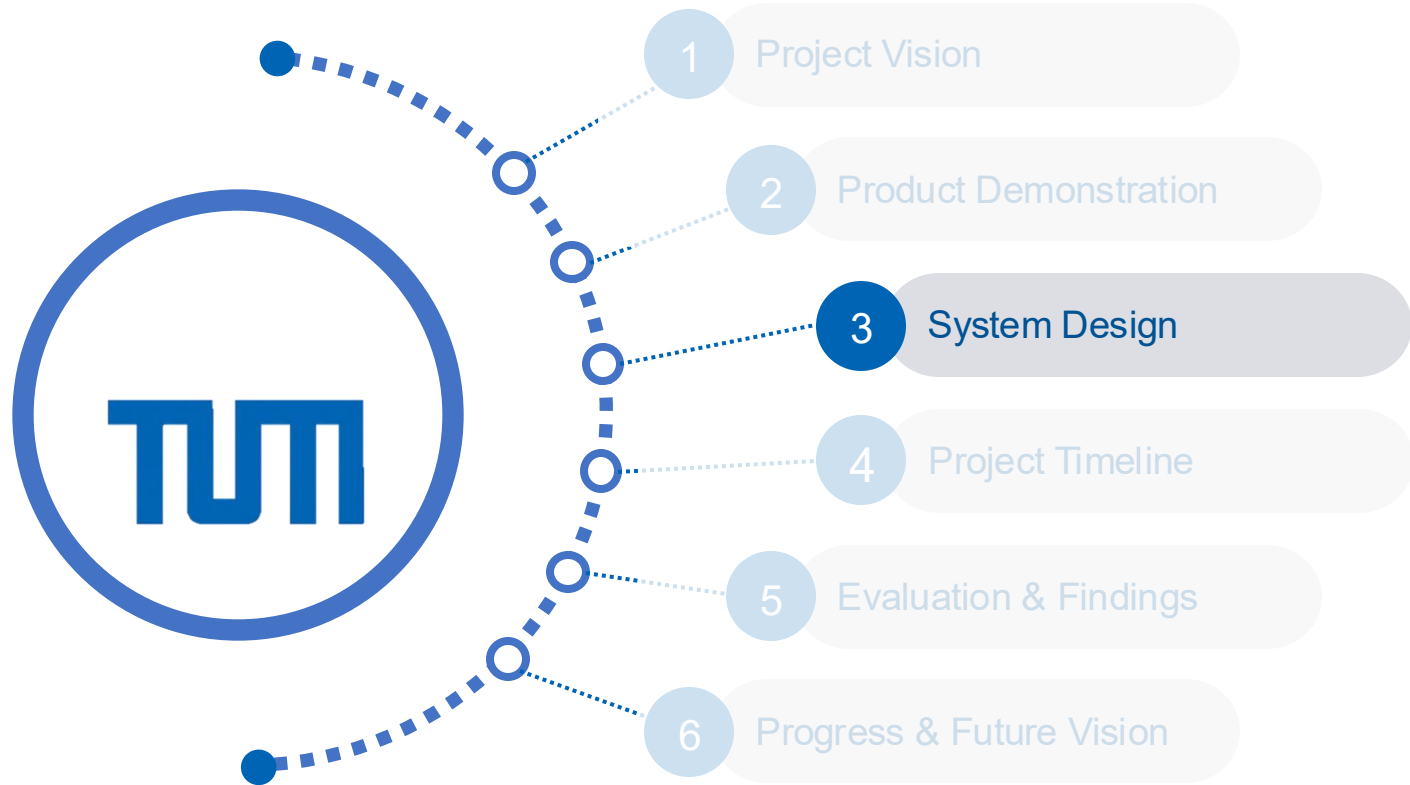 1 Project Vision
2 Product Demonstration
3 System Design
TUM
4 Project Timeline
5 Evaluation & Findings
6 Progress & Future Vision